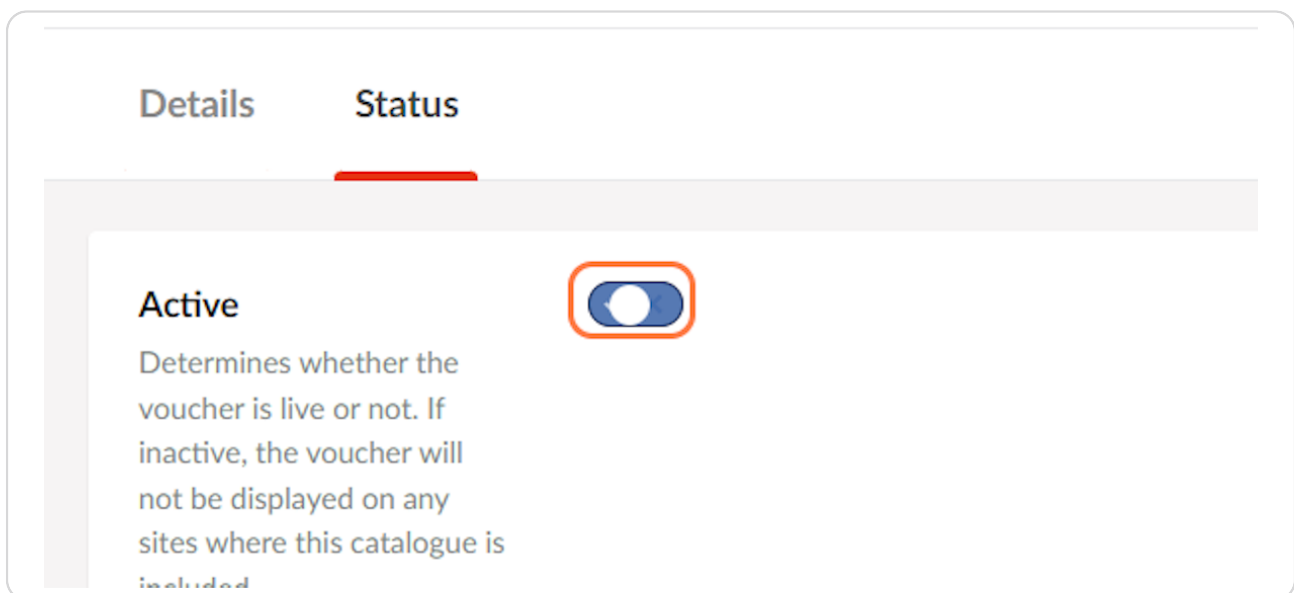 Details Status
Active
Determines whether the
voucher is live or not. If
inactive, the voucher will
not be displayed on any
sites where this catalogue is
included.